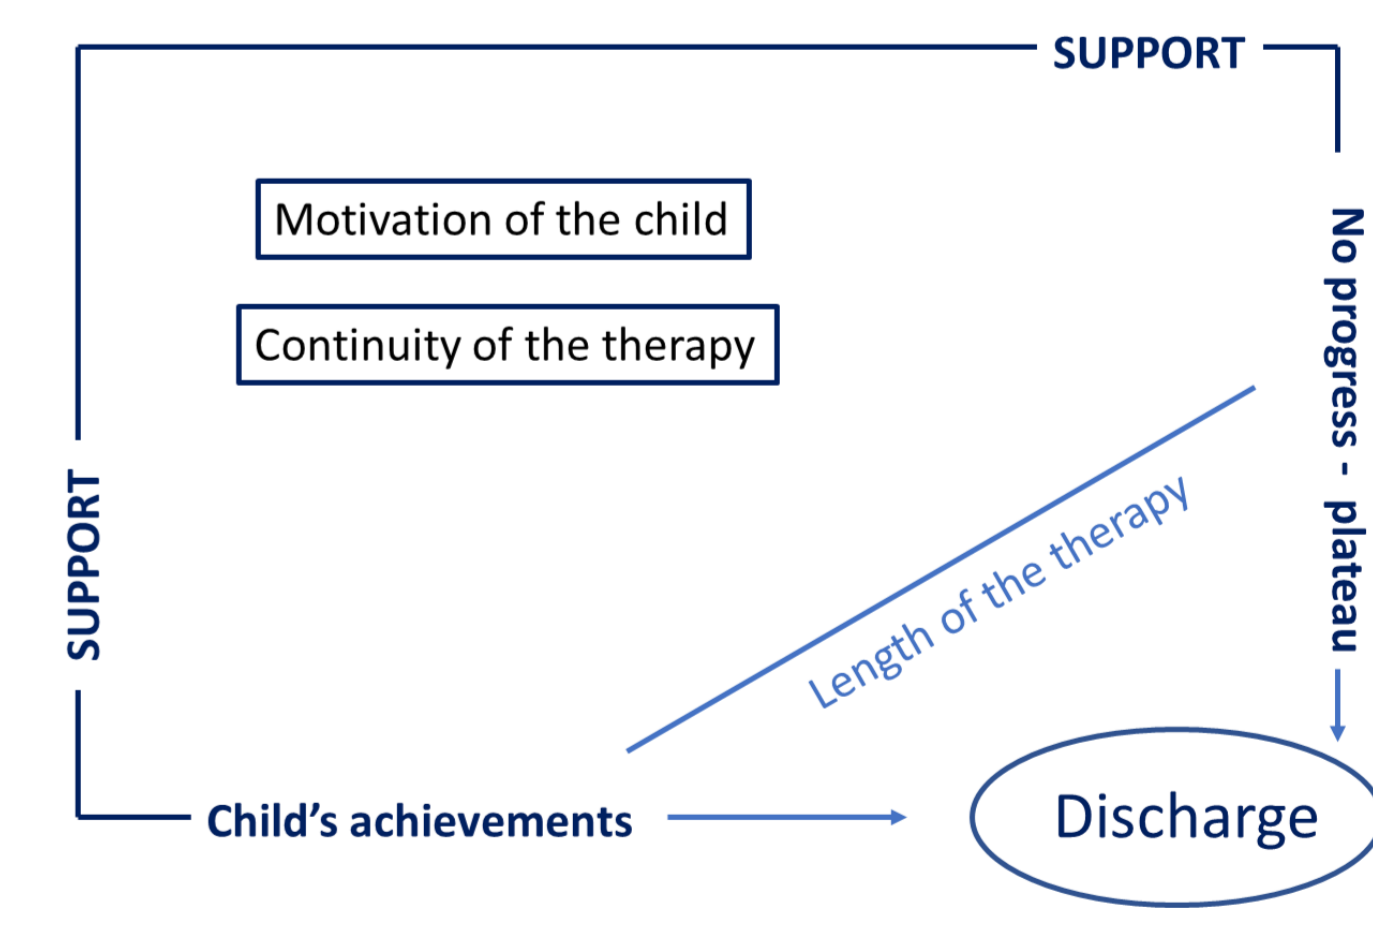 SUPPORT
Motivation of the child
Continuity of the therapy
No progress - plateau
SUPPORT
Length of the therapy
Child’s achievements
Discharge